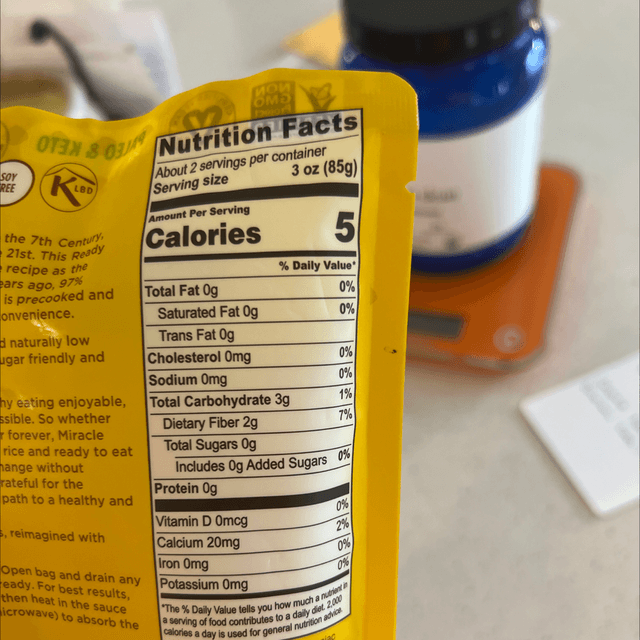 PALEO & KETO
NON
GMO
SOY
FREE
K LBD
the 7th Century,
21st. This Ready
recipe as the
ears ago, 97%
is precooked and
onvenience.
d naturally low
ugar friendly and
hy eating enjoyable,
ssible. So whether
r forever, Miracle
rice and ready to eat
hange without
rateful for the
path to a healthy and
s, reimagined with
Open bag and drain any
eady. For best results,
then heat in the sauce
icrowave) to absorb the
Nutrition Facts
About 2 servings per container
Serving size 3 oz (85g)
Amount Per Serving
Calories 5
% Daily Value*
Total Fat 0g 0%
Saturated Fat 0g 0%
Trans Fat 0g
Cholesterol 0mg 0%
Sodium 0mg 0%
Total Carbohydrate 3g 1%
Dietary Fiber 2g 7%
Total Sugars 0g
Includes 0g Added Sugars 0%
Protein 0g
Vitamin D 0mcg 0%
Calcium 20mg 2%
Iron 0mg 0%
Potassium 0mg 0%
*The % Daily Value tells you how much a nutrient in
a serving of food contributes to a daily diet. 2,000
calories a day is used for general nutrition advice.